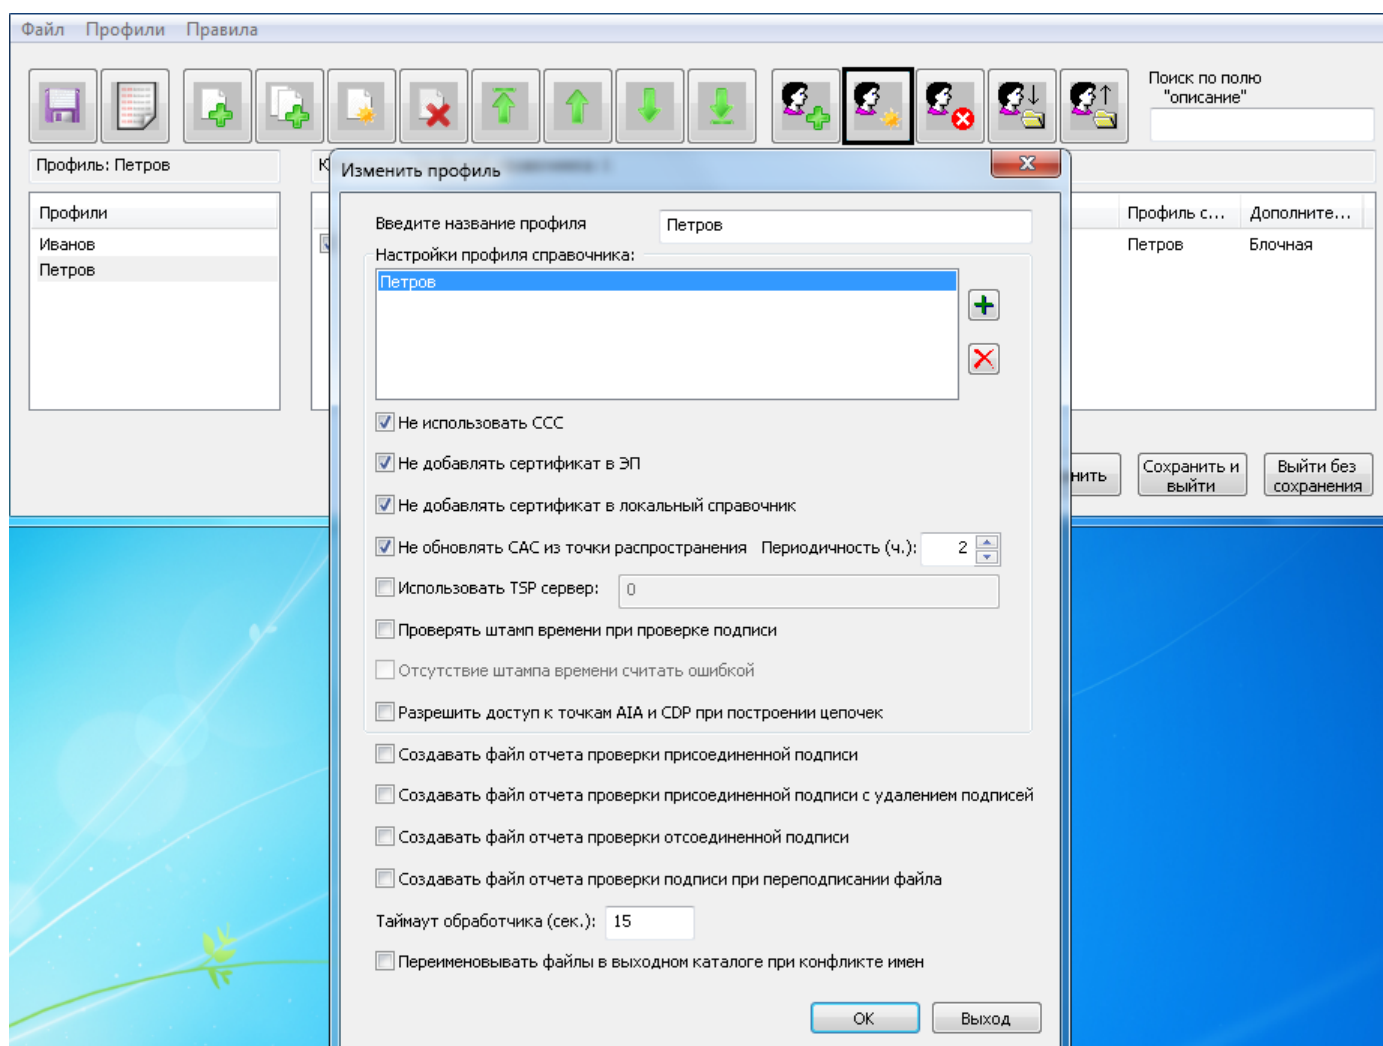 Файл Профили Правила
Поиск по полю
"описание"
Профиль: Петров
Изменить профиль
Профили
Иванов
Петров
Профиль с... Дополните...
Петров Блочная
Введите название профиля Петров
Настройки профиля справочника:
Петров
Не использовать ССС
Не добавлять сертификат в ЭП
Не добавлять сертификат в локальный справочник
Не обновлять САС из точки распространения Периодичность (ч.): 2
Использовать TSP сервер: 0
Проверять штамп времени при проверке подписи
Отсутствие штампа времени считать ошибкой
Разрешить доступ к точкам AIA и CDP при построении цепочек
Создавать файл отчета проверки присоединенной подписи
Создавать файл отчета проверки присоединенной подписи с удалением подписей
Создавать файл отчета проверки отсоединенной подписи
Создавать файл отчета проверки подписи при переподписании файла
Таймаут обработчика (сек.): 15
Переименовывать файлы в выходном каталоге при конфликте имен
OK Выход
нить
Сохранить и
выйти
Выйти без
сохранения